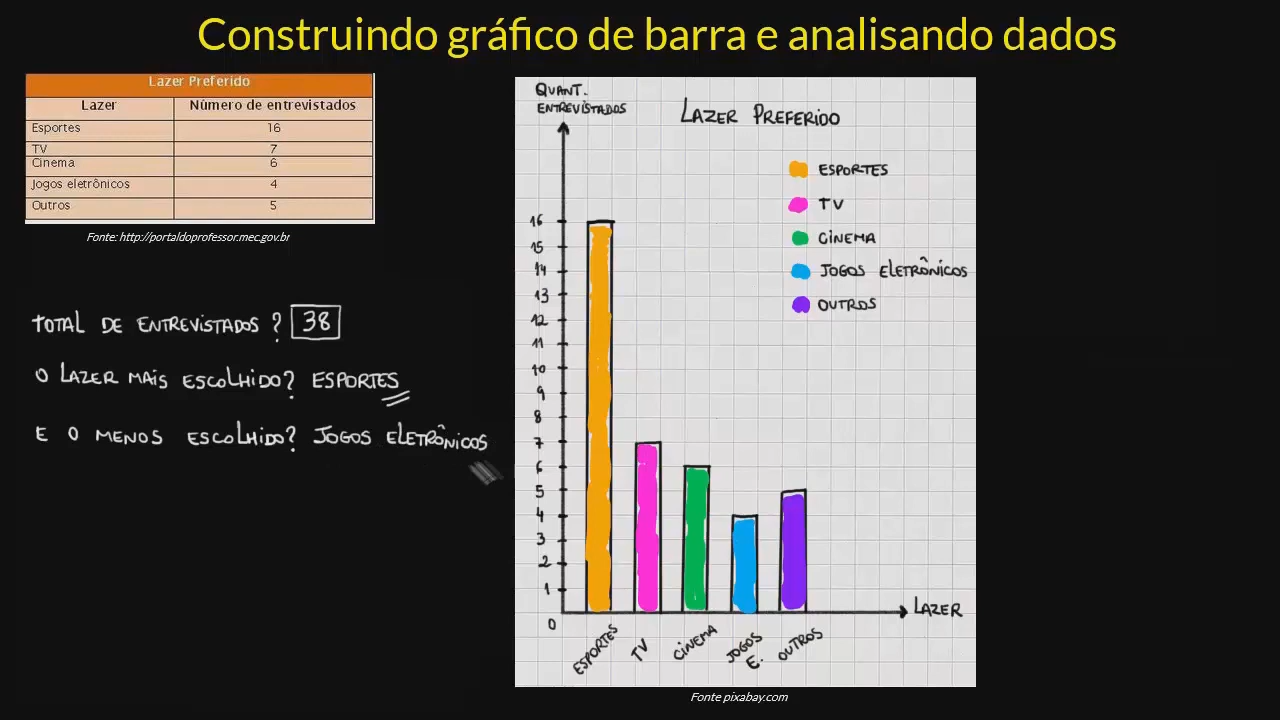 Construindo gráfico de barra e analisando dados
Lazer Preferido
Lazer Número de entrevistados
Esportes 16
TV 7
Cinema 6
Jogos eletrônicos 4
Outros 5
Fonte: http://portaldoprofessor.mec.gov.br
TOTAL DE ENTREVISTADOS ? 38
O LAZER MAIS ESCOLHIDO? ESPORTES
E O MENOS ESCOLHIDO? JOGOS ELETRÔNICOS
QUANT.
ENTREVISTADOS
LAZER PREFERIDO
ESPORTES
TV
CINEMA
JOGOS ELETRÔNICOS
OUTROS
16
15
14
13
12
11
10
9
8
7
6
5
4
3
2
1
0
LAZER
ESPORTES
TV
CINEMA
JOGOS
E.
OUTROS
Fonte pixabay.com